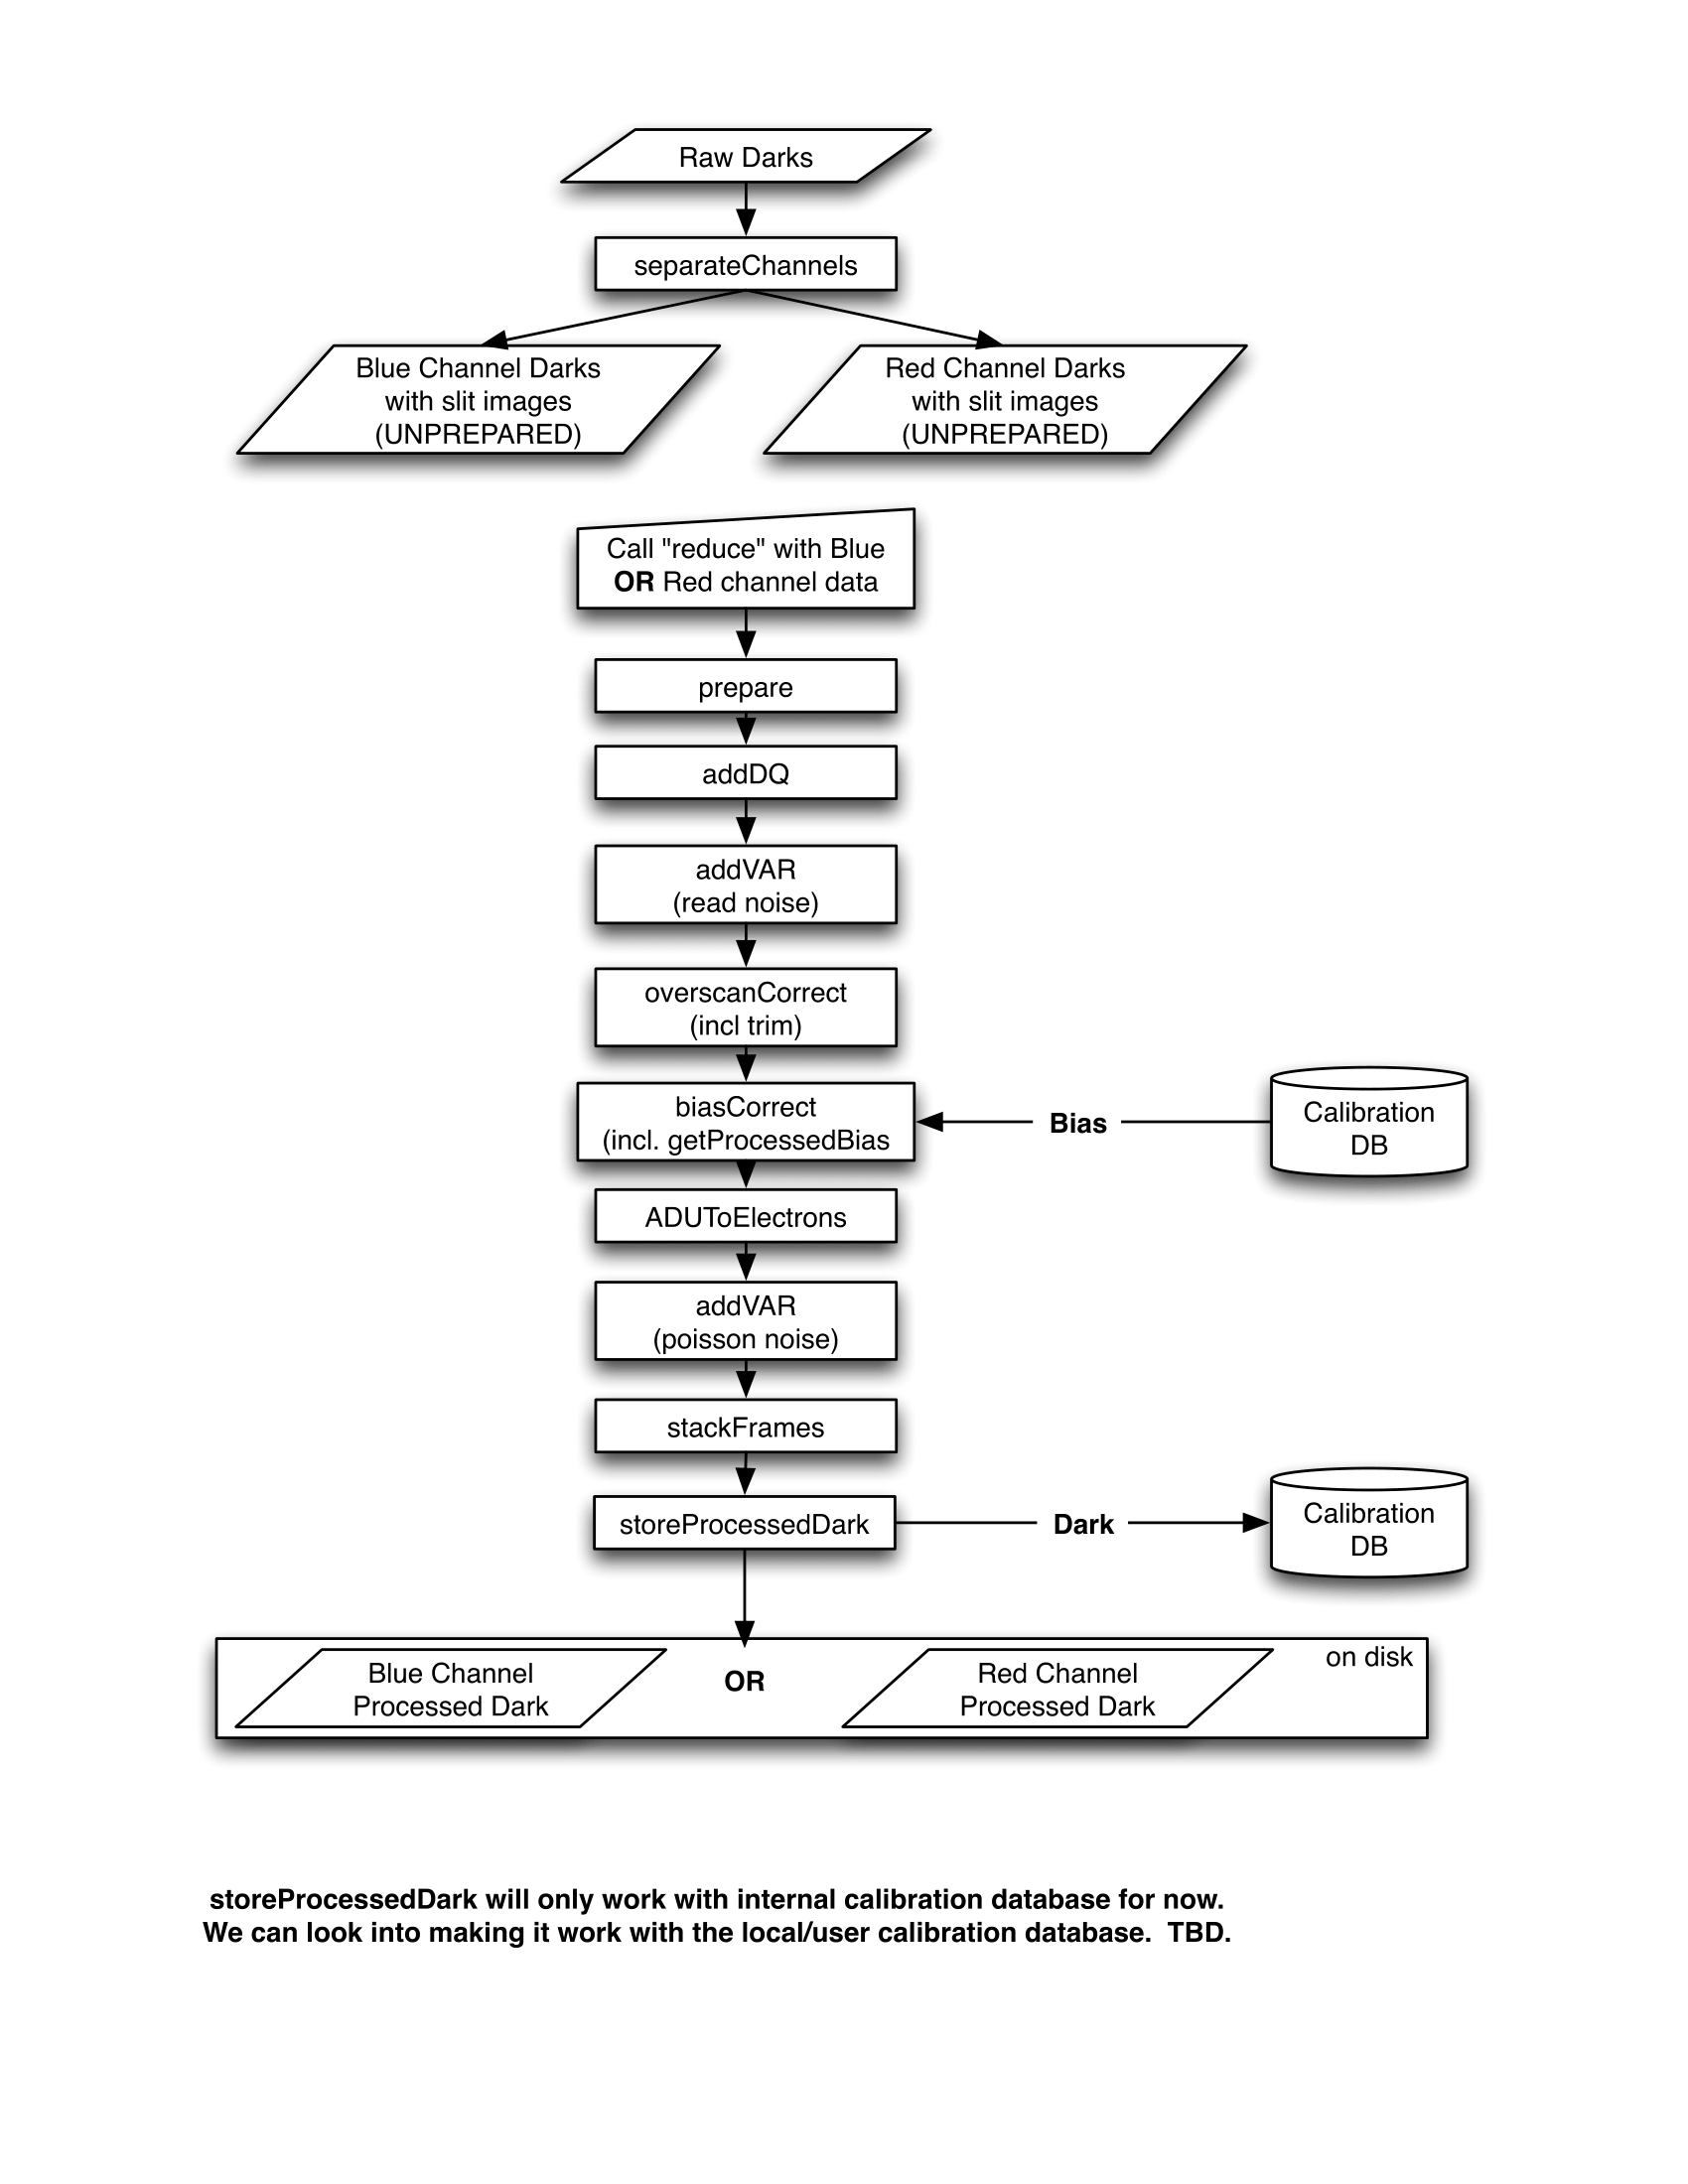 Raw Darks
separateChannels
Blue Channel Darks
with slit images
(UNPREPARED)
Red Channel Darks
with slit images
(UNPREPARED)
Call "reduce" with Blue
OR Red channel data
prepare
addDQ
addVAR
(read noise)
overscanCorrect
(incl trim)
biasCorrect
(incl. getProcessedBias
Bias
Calibration
DB
ADUToElectrons
addVAR
(poisson noise)
stackFrames
storeProcessedDark
Dark
Calibration
DB
on disk
Blue Channel
Processed Dark
OR
Red Channel
Processed Dark
storeProcessedDark will only work with internal calibration database for now.
We can look into making it work with the local/user calibration database.  TBD.